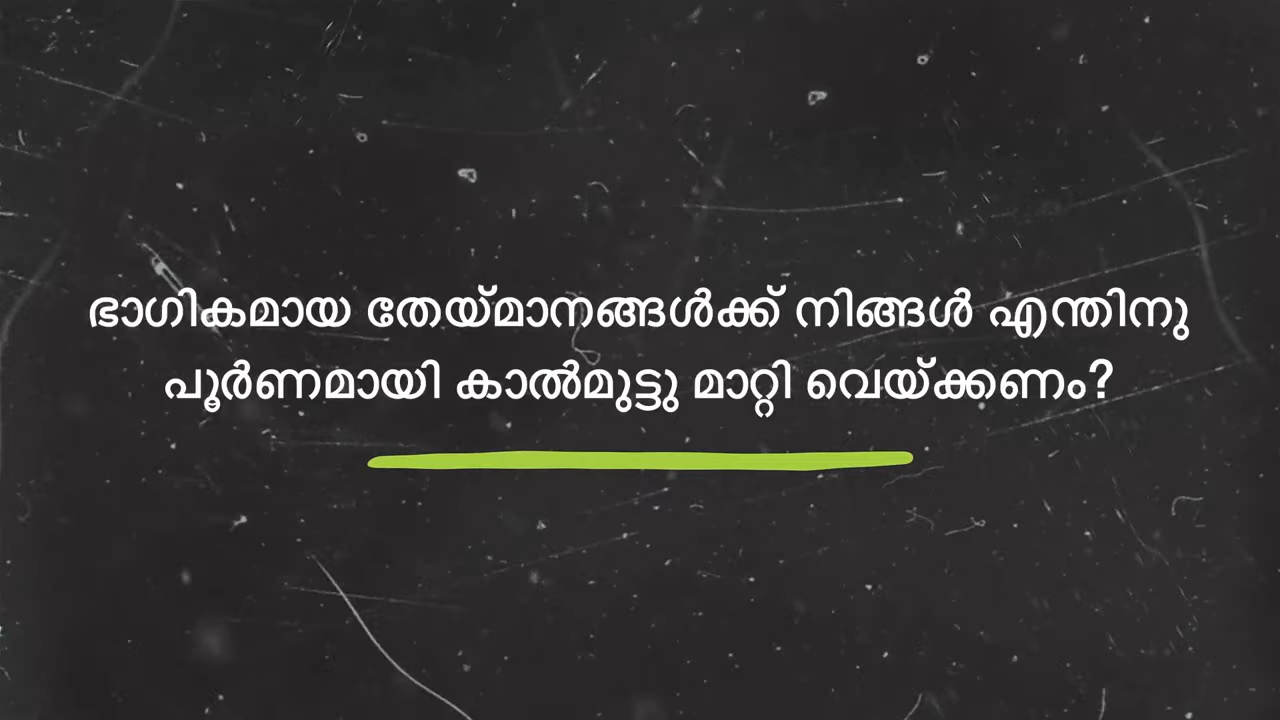 ഭാഗികമായ തേയ്മാനങ്ങൾക്ക് നിങ്ങൾ എന്തിനു
പൂർണമായി കാൽമുട്ടു മാറ്റി വെയ്ക്കണം?